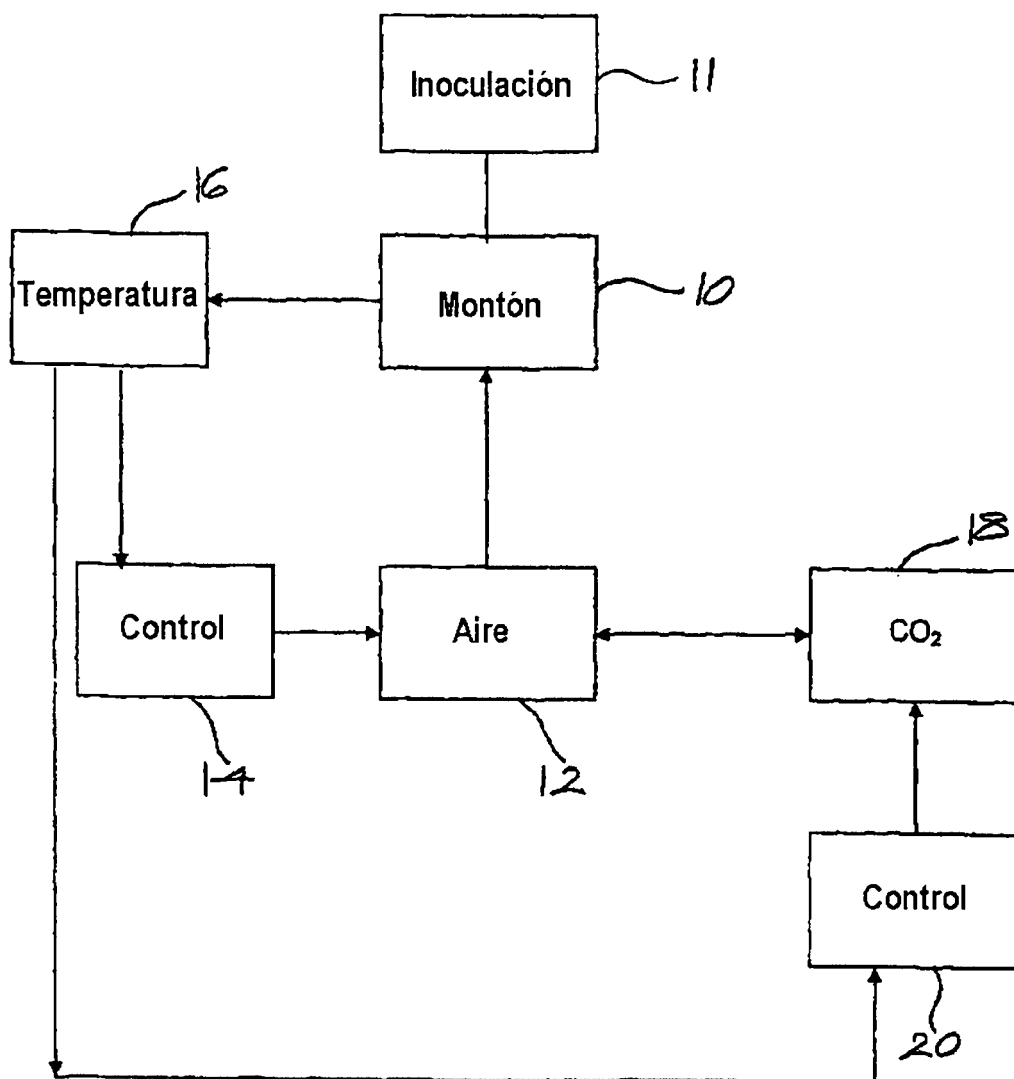 Inoculación
11
16
Temperatura
Montón
10
18
Control
Aire
CO₂
14
12
Control
20